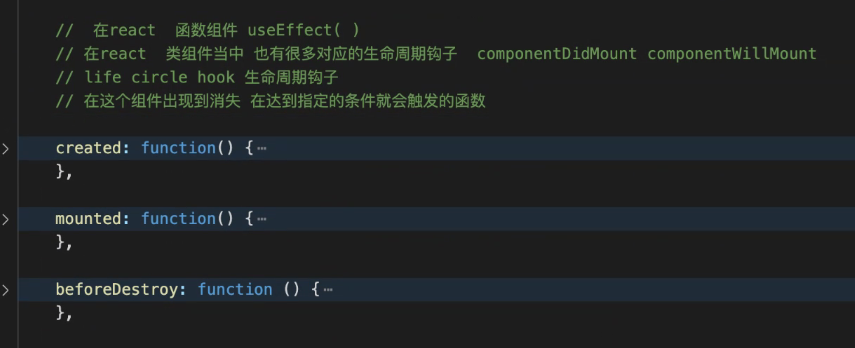 // 在react 函数组件 useEffect( )
// 在react 类组件当中 也有很多对应的生命周期钩子 componentDidMount componentWillMount
// life circle hook 生命周期钩子
// 在这个组件出现到消失 在达到指定的条件就会触发的函数
created: function() {⋯
},
mounted: function() {⋯
},
beforeDestroy: function () {⋯
},